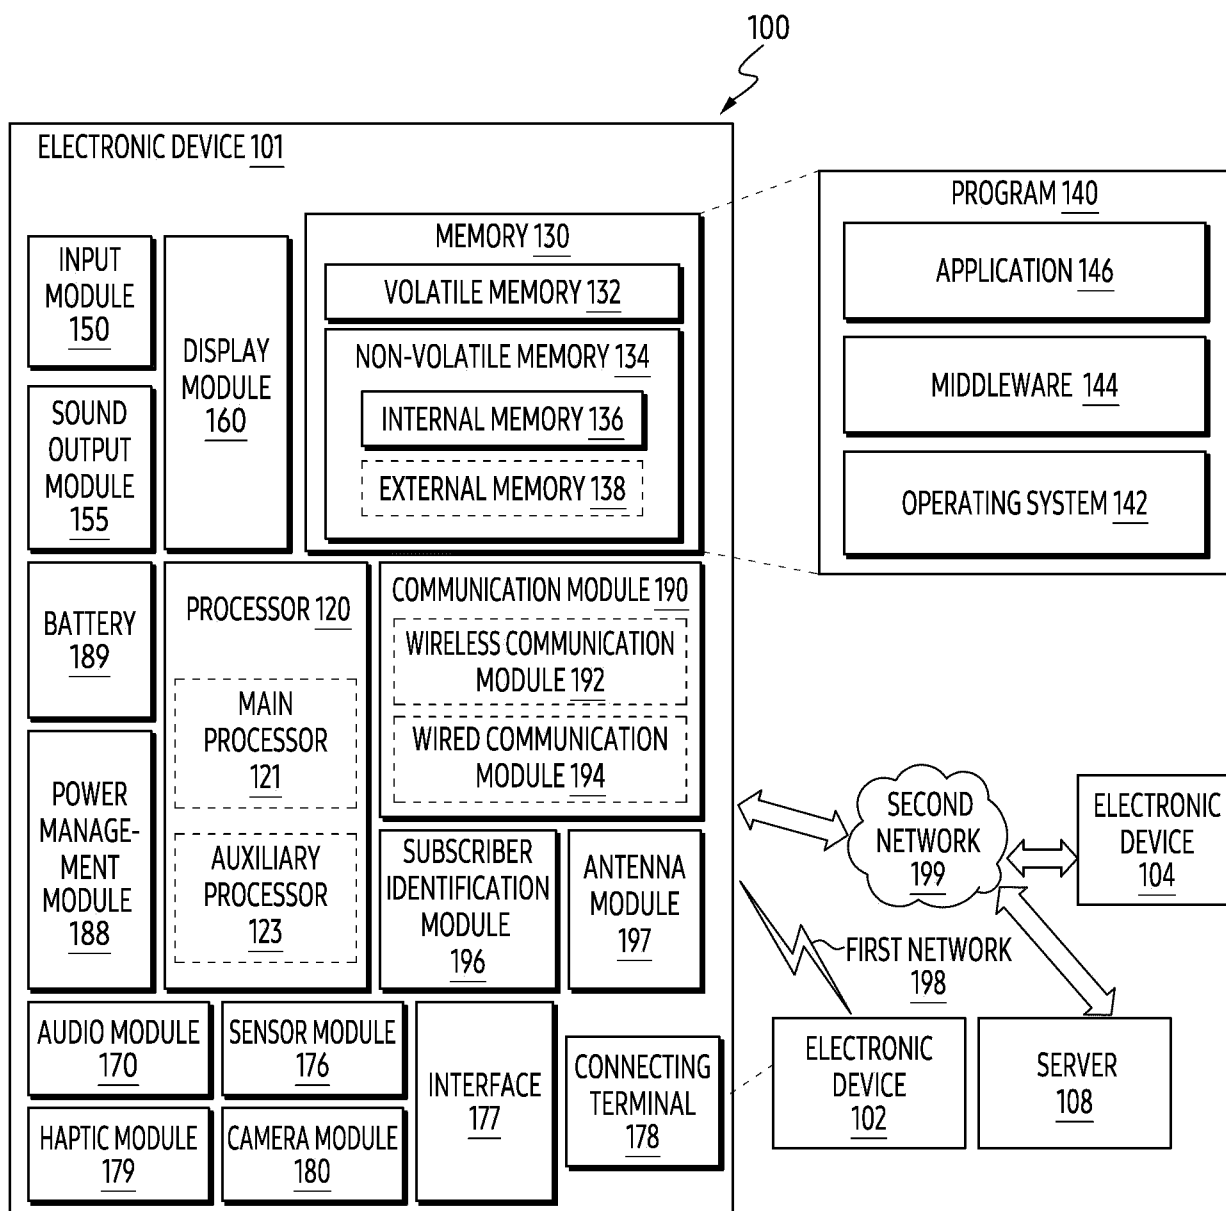 100
ELECTRONIC DEVICE 101
INPUT
MODULE
150
SOUND
OUTPUT
MODULE
155
DISPLAY
MODULE
160
MEMORY 130
VOLATILE MEMORY 132
NON-VOLATILE MEMORY 134
INTERNAL MEMORY 136
EXTERNAL MEMORY 138
PROGRAM 140
APPLICATION 146
MIDDLEWARE 144
OPERATING SYSTEM 142
BATTERY
189
POWER
MANAGE-
MENT
MODULE
188
PROCESSOR 120
MAIN
PROCESSOR
121
AUXILIARY
PROCESSOR
123
COMMUNICATION MODULE 190
WIRELESS COMMUNICATION
MODULE 192
WIRED COMMUNICATION
MODULE 194
SUBSCRIBER
IDENTIFICATION
MODULE
196
ANTENNA
MODULE
197
AUDIO MODULE
170
SENSOR MODULE
176
HAPTIC MODULE
179
CAMERA MODULE
180
INTERFACE
177
CONNECTING
TERMINAL
178
SECOND
NETWORK
199
ELECTRONIC
DEVICE
104
FIRST NETWORK
198
ELECTRONIC
DEVICE
102
SERVER
108